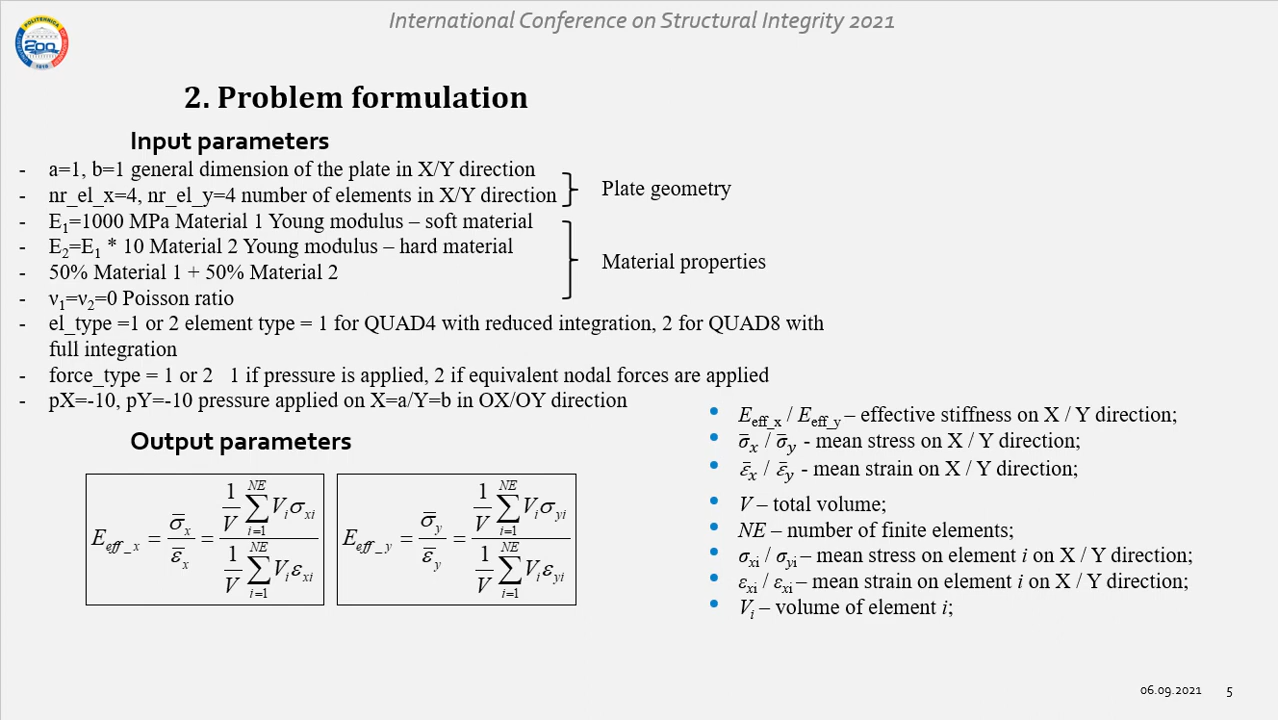 International Conference on Structural Integrity 2021
POLITEHNICA
200
1818
2. Problem formulation
Input parameters
- a=1, b=1 general dimension of the plate in X/Y direction
- nr_el_x=4, nr_el_y=4 number of elements in X/Y direction
Plate geometry
- E₁=1000 MPa Material 1 Young modulus – soft material
- E₂=E₁ * 10 Material 2 Young modulus – hard material
- 50% Material 1 + 50% Material 2
- ν₁=ν₂=0 Poisson ratio
Material properties
- el_type =1 or 2 element type = 1 for QUAD4 with reduced integration, 2 for QUAD8 with
full integration
- force_type = 1 or 2 1 if pressure is applied, 2 if equivalent nodal forces are applied
- pX=-10, pY=-10 pressure applied on X=a/Y=b in OX/OY direction
Output parameters
E_eff_x = σ̄_x / ε̄_x = (1/V ∑_{i=1}^{NE} V_i σ_xi) / (1/V ∑_{i=1}^{NE} V_i ε_xi)
E_eff_y = σ̄_y / ε̄_y = (1/V ∑_{i=1}^{NE} V_i σ_yi) / (1/V ∑_{i=1}^{NE} V_i ε_yi)
• E_eff_x / E_eff_y – effective stiffness on X / Y direction;
• σ̄_x / σ̄_y - mean stress on X / Y direction;
• ε̄_x / ε̄_y - mean strain on X / Y direction;
• V – total volume;
• NE – number of finite elements;
• σ_xi / σ_yi – mean stress on element i on X / Y direction;
• ε_xi / ε_xi – mean strain on element i on X / Y direction;
• V_i – volume of element i;
06.09.2021 5